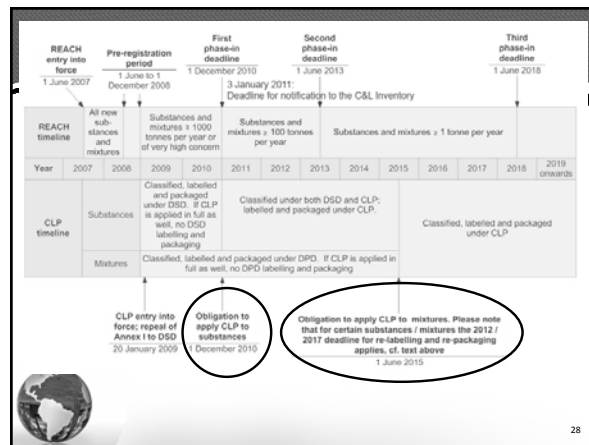 REACH
entry into
force
1 June 2007
Pre-registration
period
1 June to 1
December 2008
First
phase-in
deadline
1 December 2010
3 January 2011:
Deadline for notification to the C&L Inventory
Second
phase-in
deadline
1 June 2013
Third
phase-in
deadline
1 June 2018
REACH
timeline
All new
sub-
stances
and
mixtures
Substances and
mixtures ≥ 1000
tonnes per year or
of very high concern
Substances and
mixtures ≥ 100 tonnes
per year
Substances and mixtures ≥ 1 tonne per year
Year 2007 2008 2009 2010 2011 2012 2013 2014 2015 2016 2017 2018 2019
onwards
CLP
timeline
Substances
Classified, labelled
and packaged
under DSD. If CLP
is applied in full as
well, no DSD
labelling and
packaging
Classified under both DSD and CLP;
labelled and packaged under CLP.
Classified, labelled and packaged
under CLP
Mixtures
Classified, labelled and packaged under DPD. If CLP is applied in
full as well, no DPD labelling and packaging
CLP entry into
force; repeal of
Annex I to DSD
20 January 2009
Obligation to
apply CLP to
substances
1 December 2010
Obligation to apply CLP to mixtures. Please note
that for certain substances / mixtures the 2012 /
2017 deadline for re-labelling and re-packaging
applies, cf. text above
1 June 2015
28